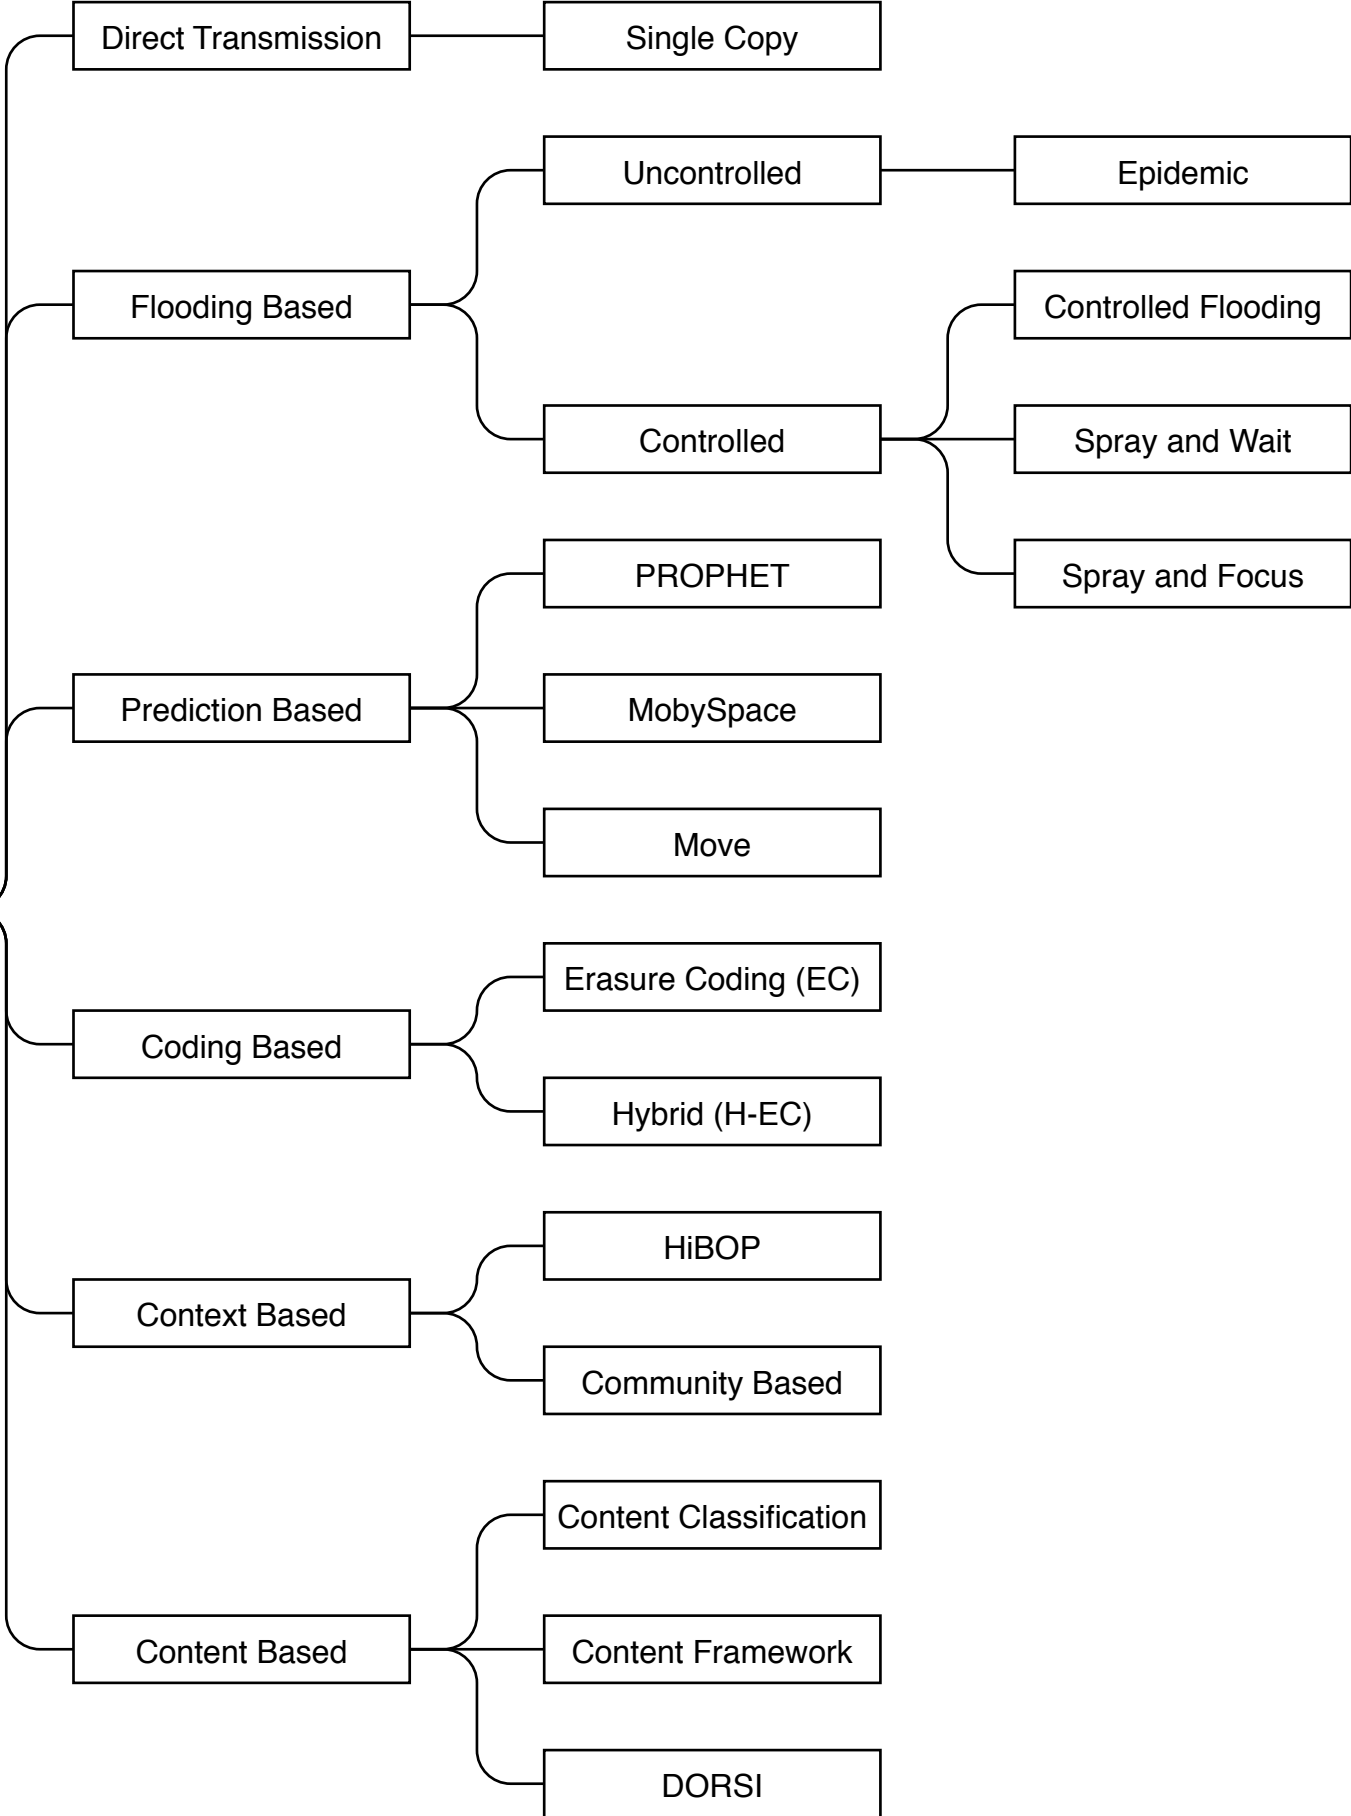 Direct Transmission
Single Copy
Uncontrolled
Epidemic
Flooding Based
Controlled Flooding
Controlled
Spray and Wait
PROPHET
Spray and Focus
Prediction Based
MobySpace
Move
Erasure Coding (EC)
Coding Based
Hybrid (H-EC)
HiBOP
Context Based
Community Based
Content Classification
Content Based
Content Framework
DORSI